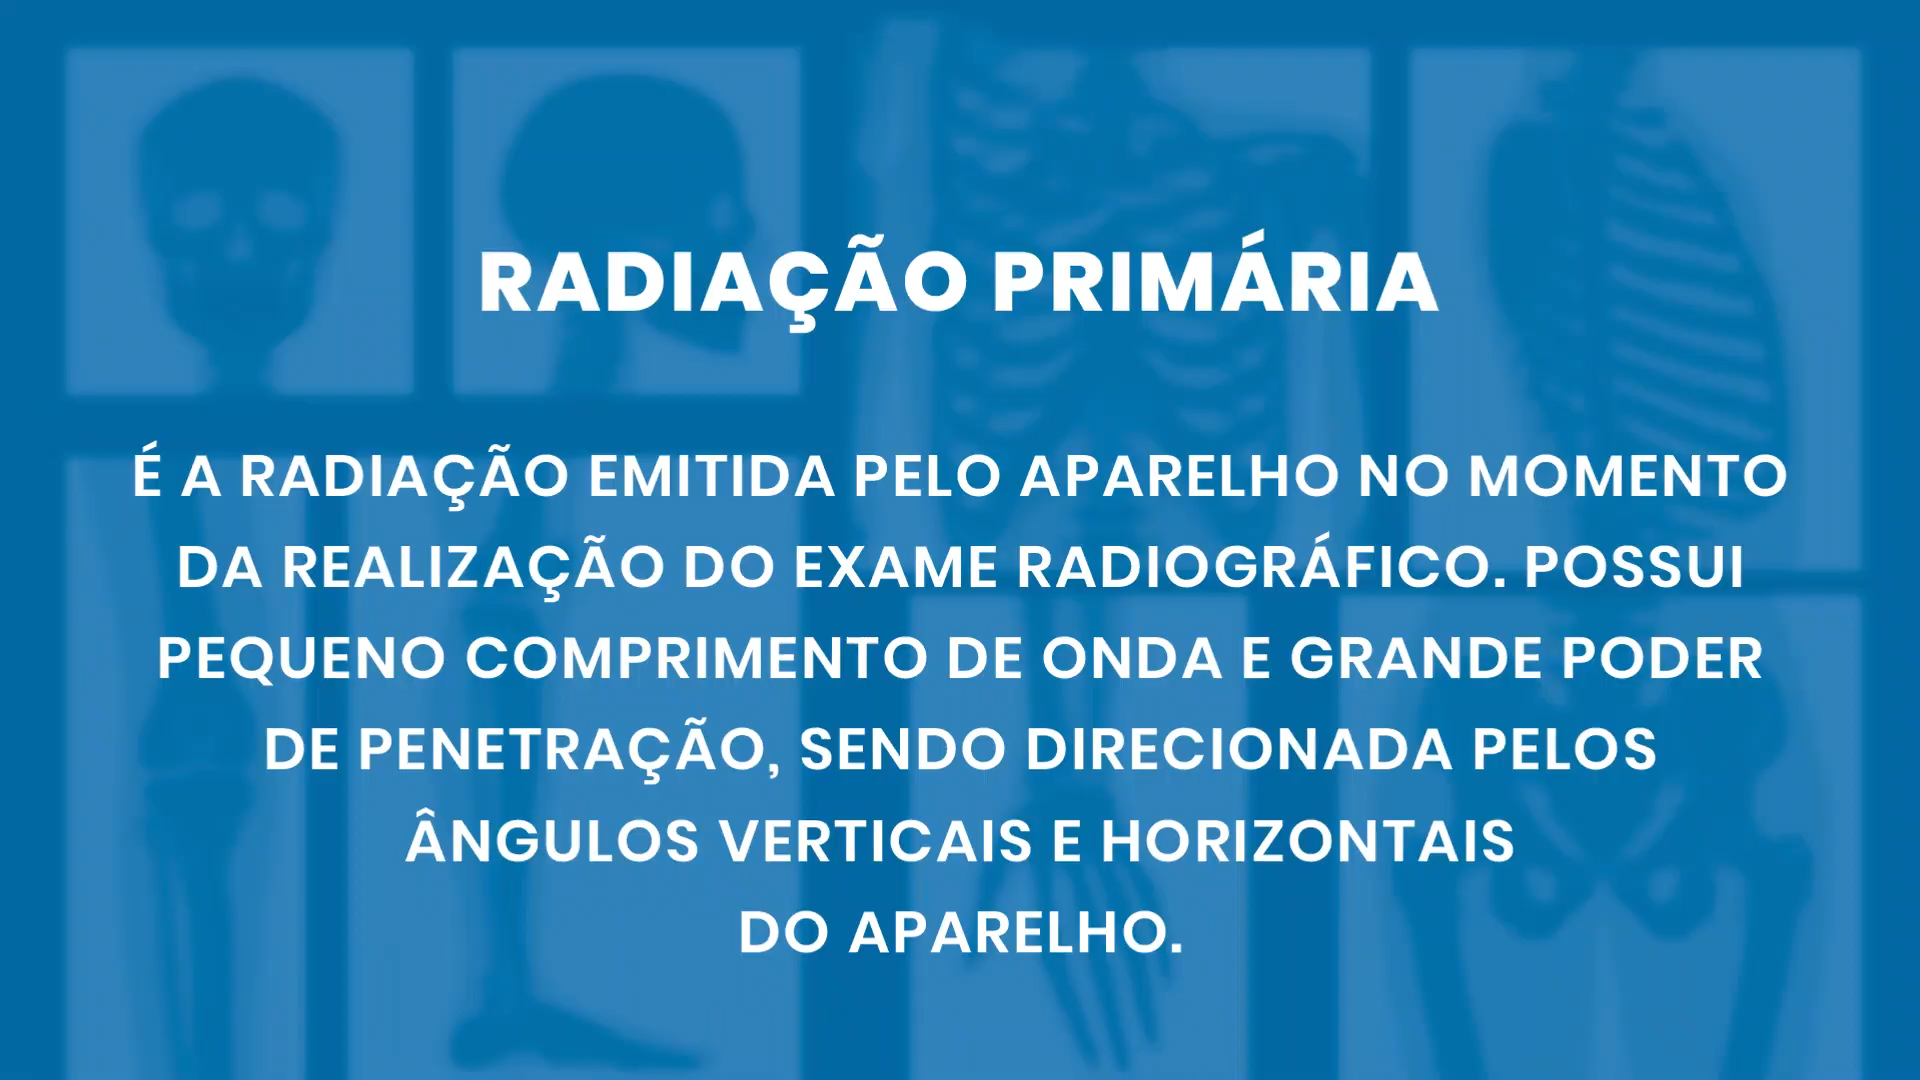 RADIAÇÃO PRIMÁRIA
É A RADIAÇÃO EMITIDA PELO APARELHO NO MOMENTO
DA REALIZAÇÃO DO EXAME RADIOGRÁFICO. POSSUI
PEQUENO COMPRIMENTO DE ONDA E GRANDE PODER
DE PENETRAÇÃO, SENDO DIRECIONADA PELOS
ÂNGULOS VERTICAIS E HORIZONTAIS
DO APARELHO.